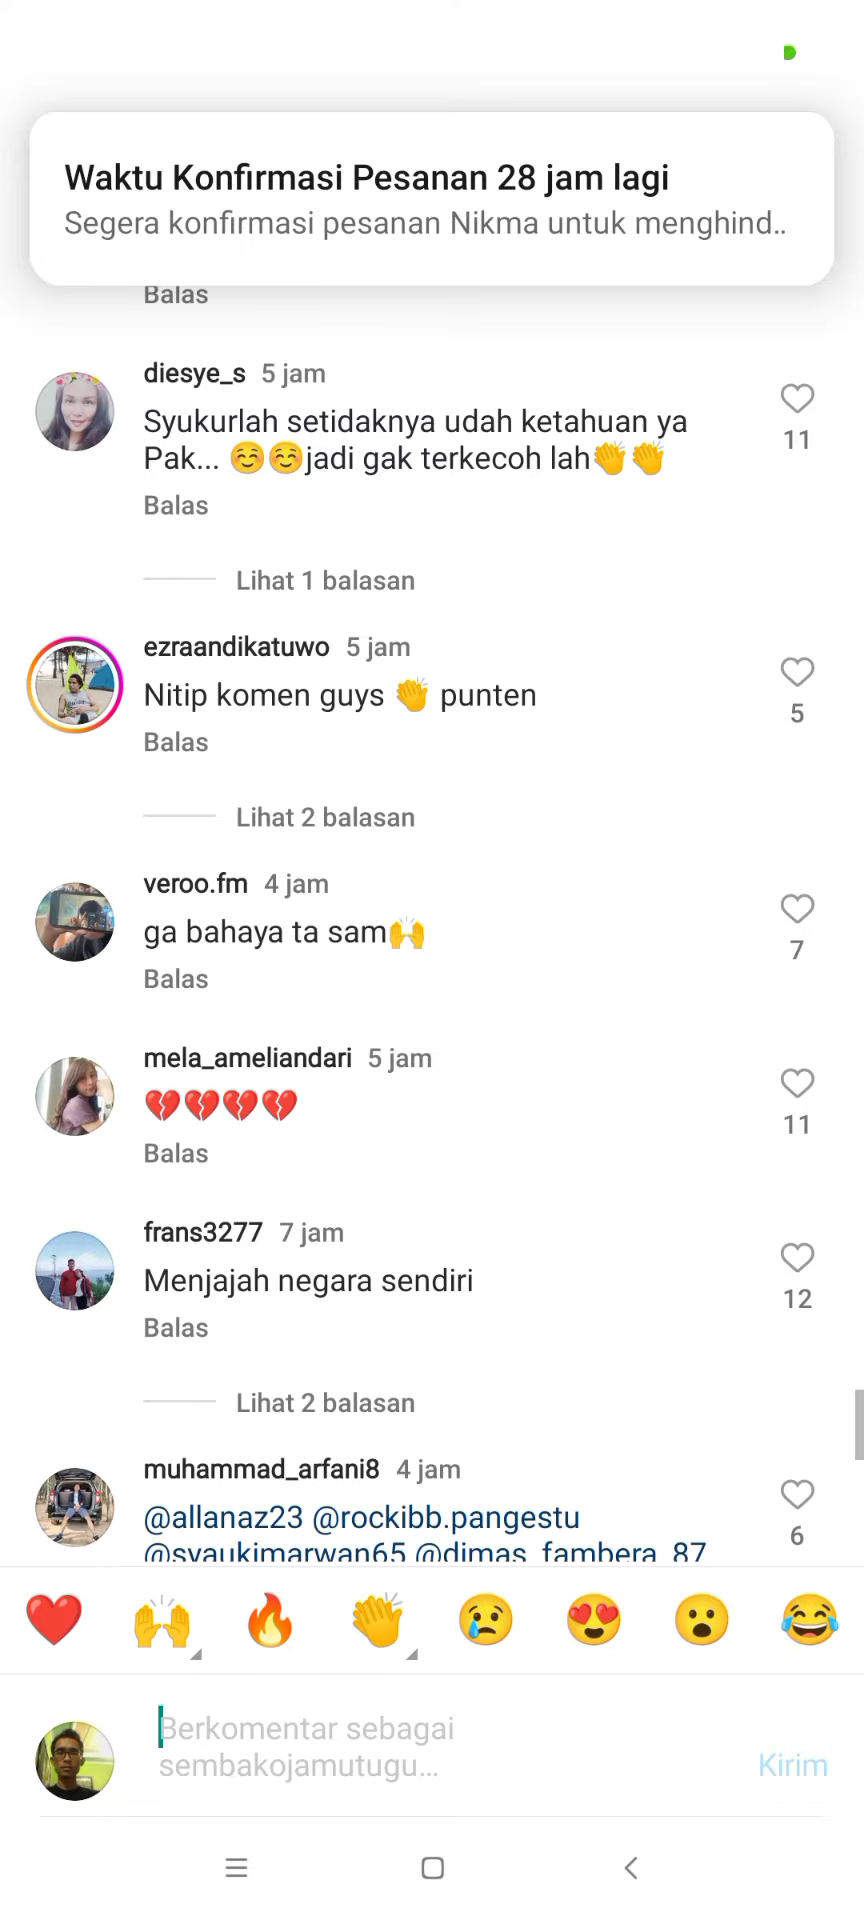 Waktu Konfirmasi Pesanan 28 jam lagi
Segera konfirmasi pesanan Nikma untuk menghind..
Balas
diesye_s 5 jam
Syukurlah setidaknya udah ketahuan ya
Pak... ☺️☺️jadi gak terkecoh lah👏👏
11
Balas
Lihat 1 balasan
ezraandikatuwo 5 jam
Nitip komen guys 👏 punten
5
Balas
Lihat 2 balasan
veroo.fm 4 jam
ga bahaya ta sam🙌
7
Balas
mela_ameliandari 5 jam
💔💔💔💔
11
Balas
frans3277 7 jam
Menjajah negara sendiri
12
Balas
Lihat 2 balasan
muhammad_arfani8 4 jam
@allanaz23 @rockibb.pangestu
@syaukimarwan65 @dimas_fambera_87
6
❤️🙌🔥👏😢😍😮😂
Berkomentar sebagai
sembakojamutugu...
Kirim